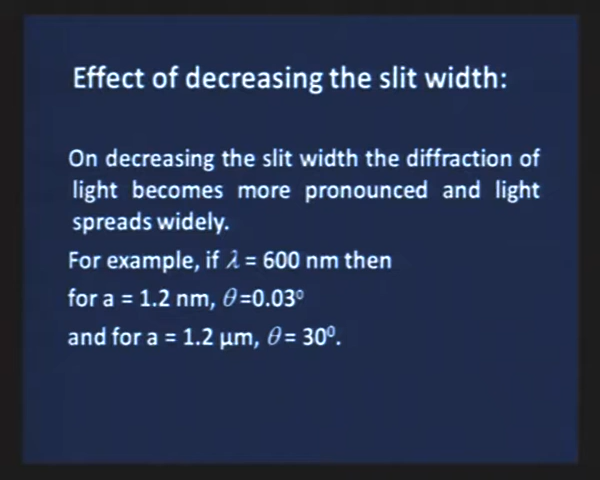 Effect of decreasing the slit width:
On decreasing the slit width the diffraction of
light becomes more pronounced and light
spreads widely.
For example, if λ = 600 nm then
for a = 1.2 nm, θ=0.03⁰
and for a = 1.2 μm, θ= 30⁰.